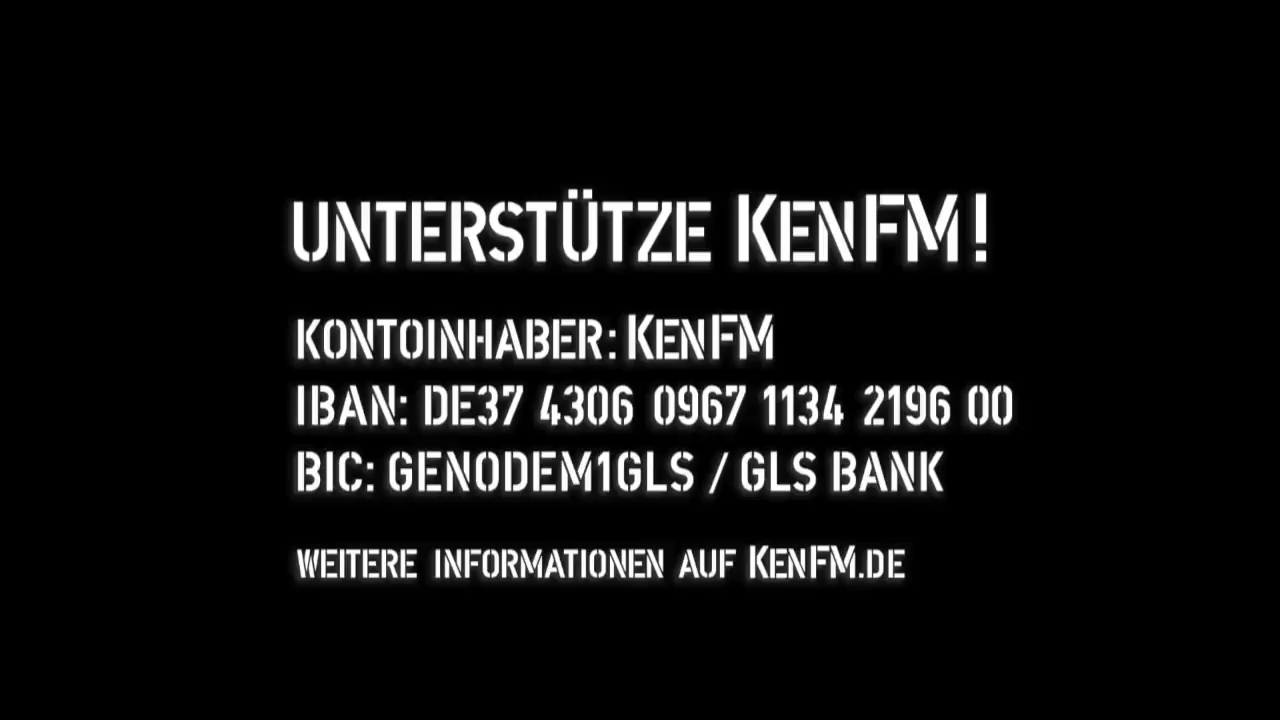 UNTERSTÜTZE KENFM!
KONTOINHABER: KENFM
IBAN: DE37 4306 0967 1134 2196 00
BIC: GENODEM1GLS / GLS BANK
WEITERE INFORMATIONEN AUF KENFM.DE